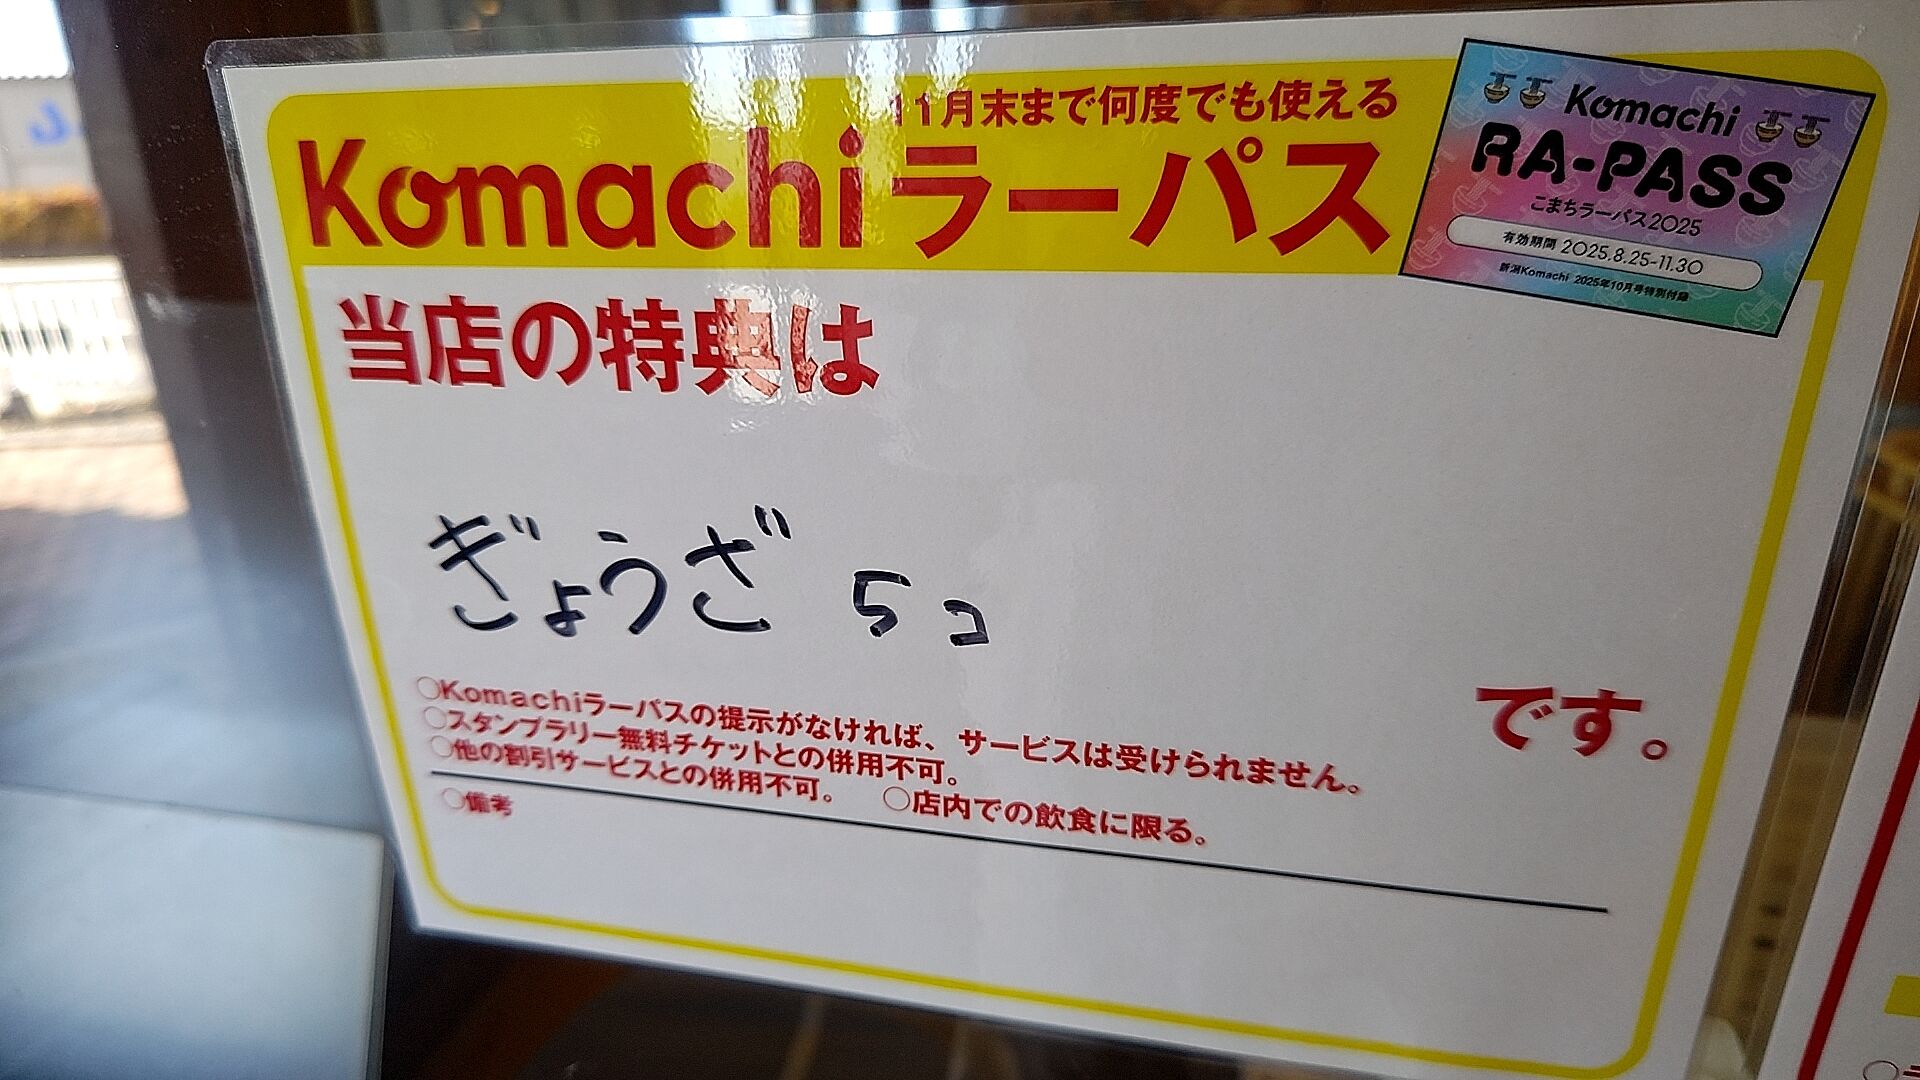 11月末まで何度でも使える
Komachiラーパス
Komachi
RA-PASS
こまちラーパス2025
有効期間 2025.8.25-11.30
新潟Komachi 2025年10月号特別付録
当店の特典は
ぎょうざ 5コ
です。
○Komachiラーパスの提示がなければ、サービスは受けられません。
○スタンプラリー無料チケットとの併用不可。
○他の割引サービスとの併用不可。 ○店内での飲食に限る。
○備考